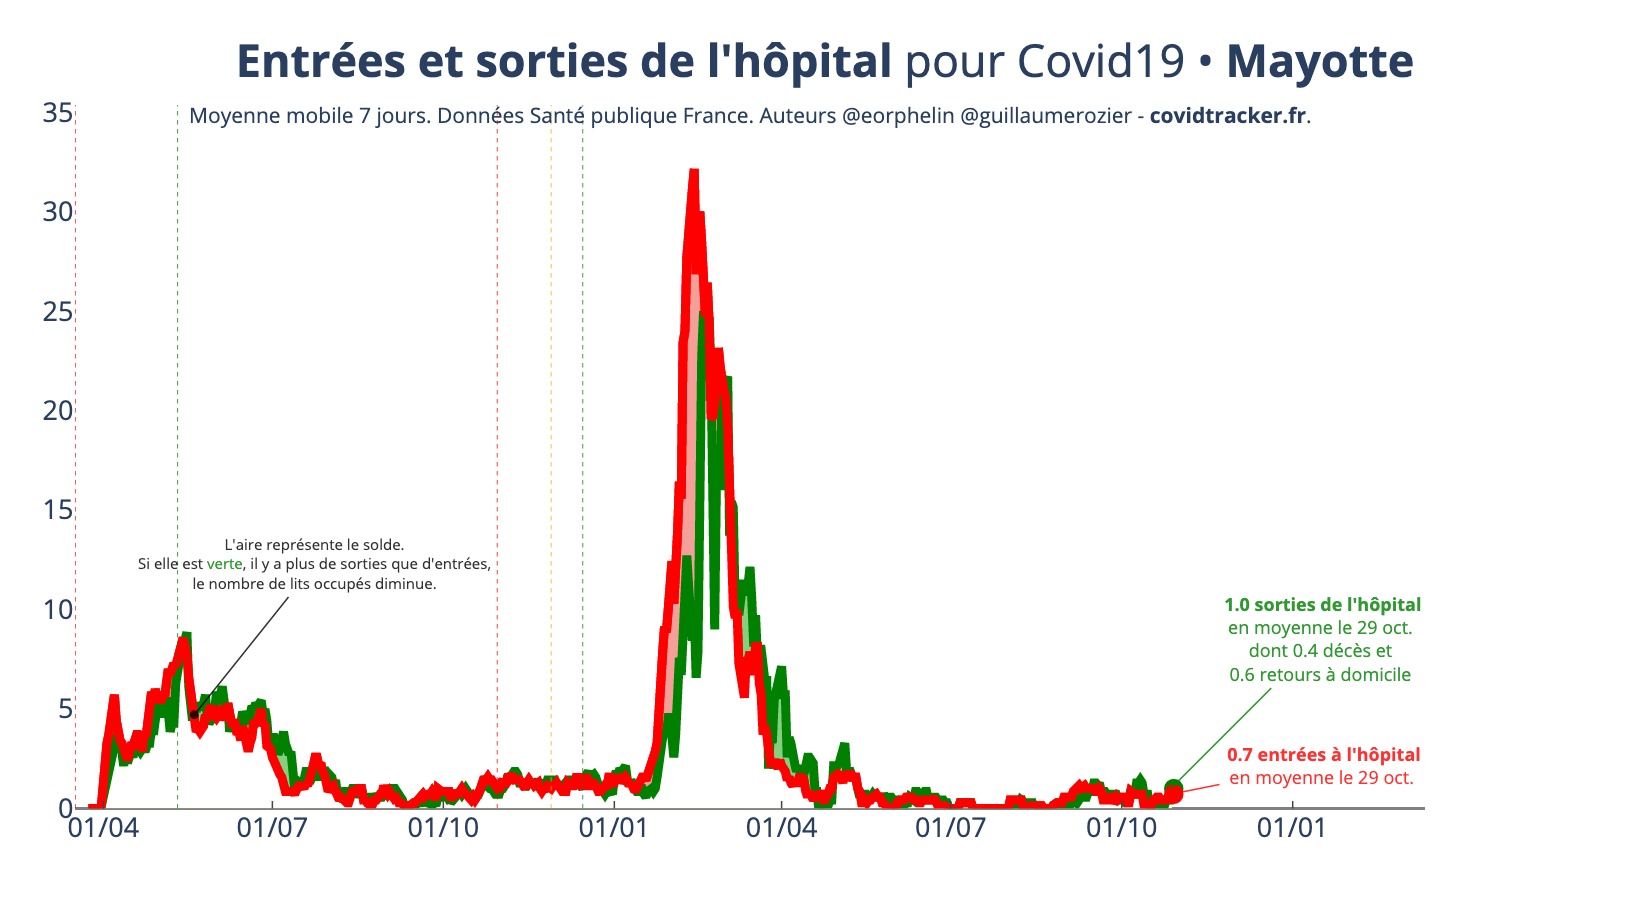 Entrées et sorties de l'hôpital pour Covid19 • Mayotte
Moyenne mobile 7 jours. Données Santé publique France. Auteurs @eorphelin @guillaumerozier - covidtracker.fr.
35
30
25
20
15
10
5
0
L'aire représente le solde.
Si elle est verte, il y a plus de sorties que d'entrées,
le nombre de lits occupés diminue.
1.0 sorties de l'hôpital
en moyenne le 29 oct.
dont 0.4 décès et
0.6 retours à domicile
0.7 entrées à l'hôpital
en moyenne le 29 oct.
01/04 01/07 01/10 01/01 01/04 01/07 01/10 01/01